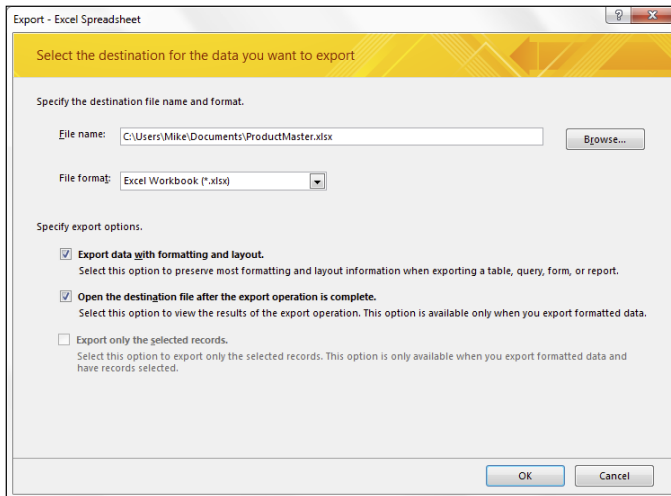 Export - Excel Spreadsheet
Select the destination for the data you want to export
Specify the destination file name and format.
File name: C:\Users\Mike\Documents\ProductMaster.xlsx Browse...
File format: Excel Workbook (*.xlsx)
Specify export options.
Export data with formatting and layout.
Select this option to preserve most formatting and layout information when exporting a table, query, form, or report.
Open the destination file after the export operation is complete.
Select this option to view the results of the export operation. This option is available only when you export formatted data.
Export only the selected records.
Select this option to export only the selected records. This option is only available when you export formatted data and
have records selected.
OK Cancel